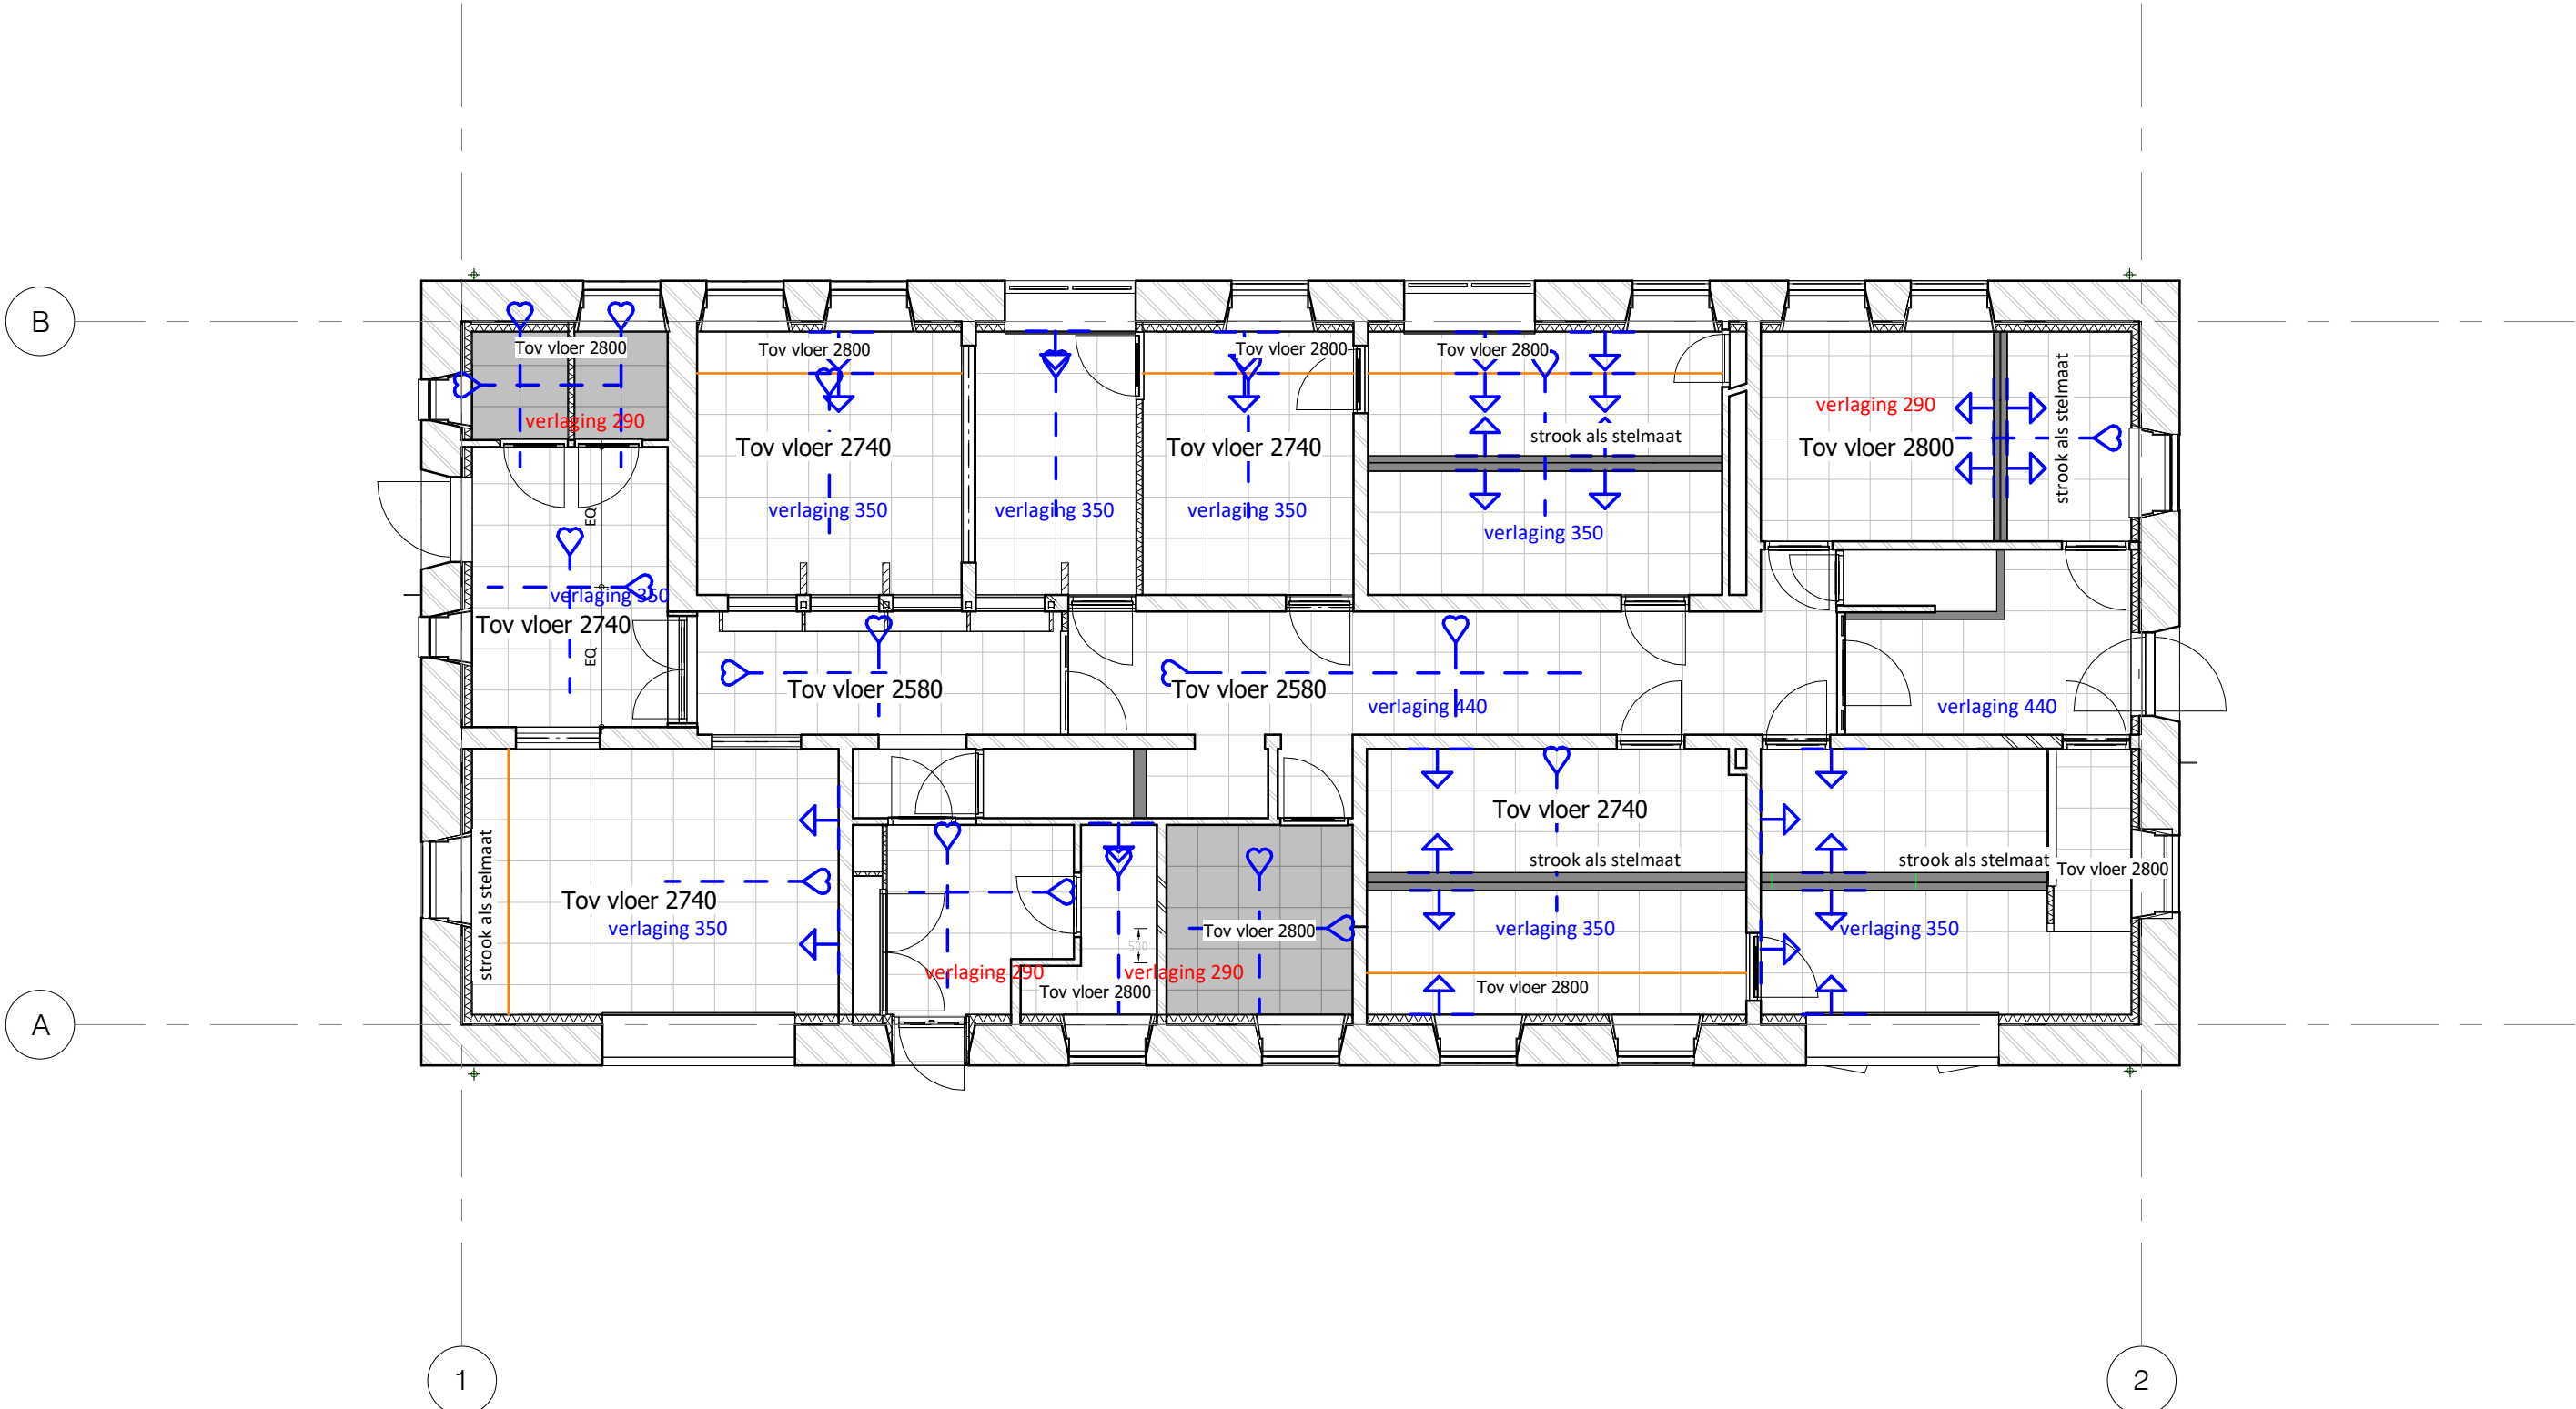 B
Tov vloer 2800
Tov vloer 2800
Tov vloer 2800
Tov vloer 2800
verlaging 290
verlaging 290
strook als stelmaat
Tov vloer 2740
Tov vloer 2740
strook als stelmaat
Tov vloer 2800
verlaging 350
verlaging 350
verlaging 350
verlaging 350
EQ
verlaging 350
Tov vloer 2740
EQ
Tov vloer 2580
Tov vloer 2580
verlaging 440
verlaging 440
Tov vloer 2740
strook als stelmaat
strook als stelmaat
strook als stelmaat
Tov vloer 2800
Tov vloer 2740
verlaging 350
Tov vloer 2800
verlaging 350
verlaging 350
500
verlaging 290
verlaging 290
Tov vloer 2800
Tov vloer 2800
A
1
2